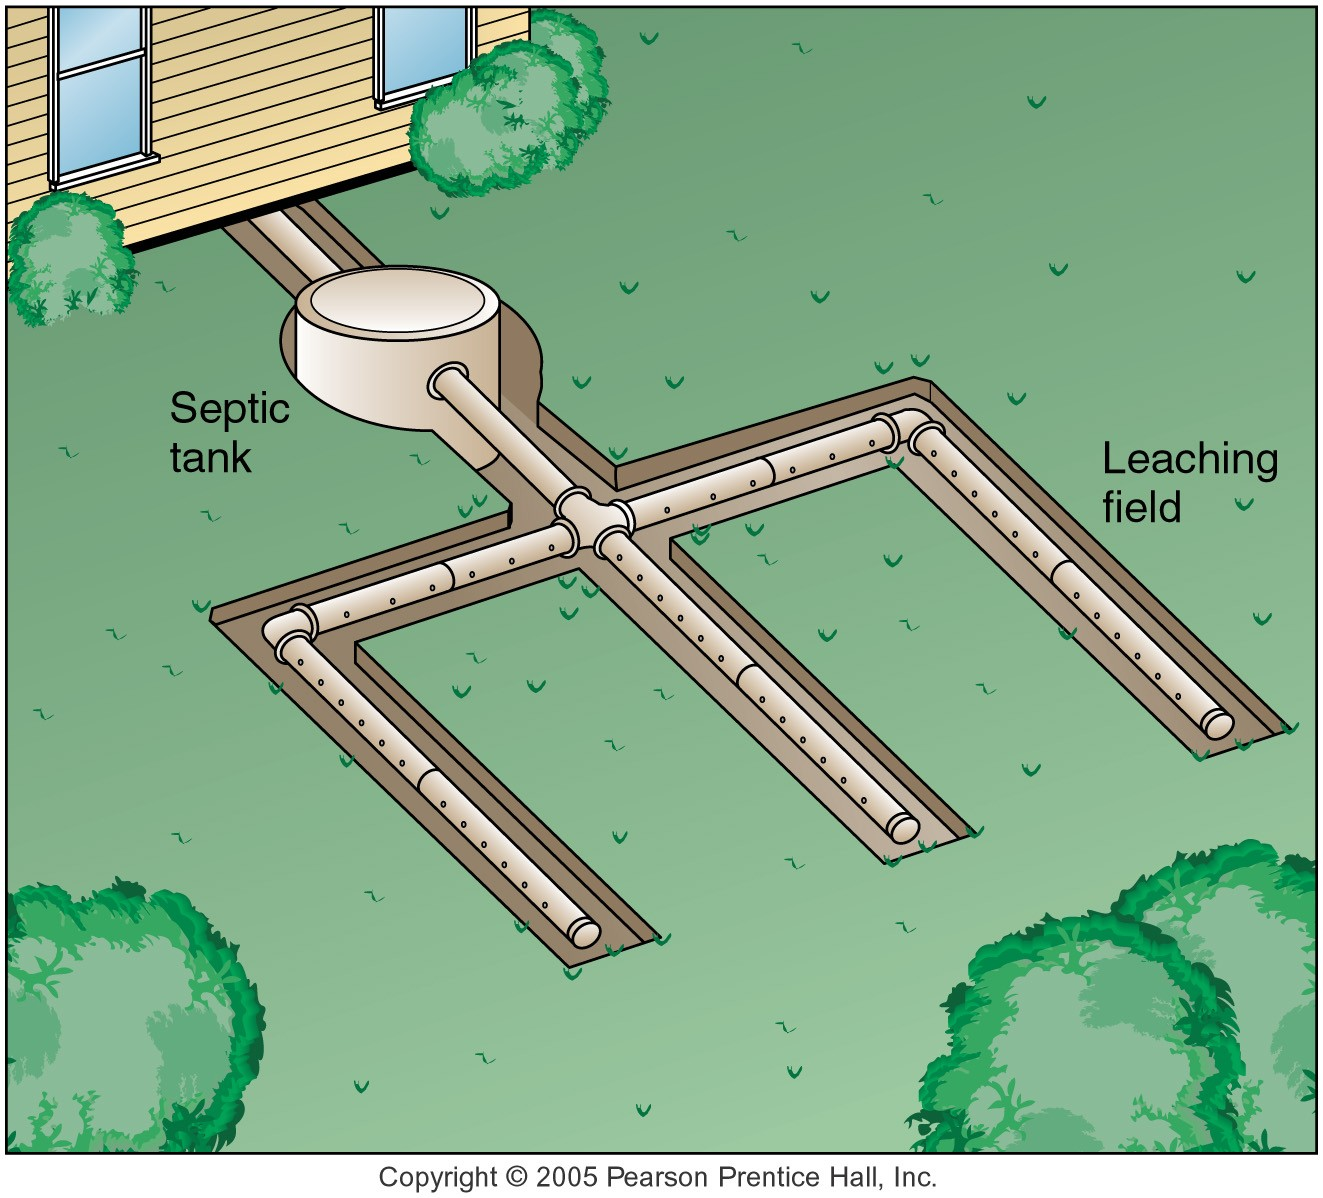 Septic
tank
Leaching
field
Copyright © 2005 Pearson Prentice Hall, Inc.